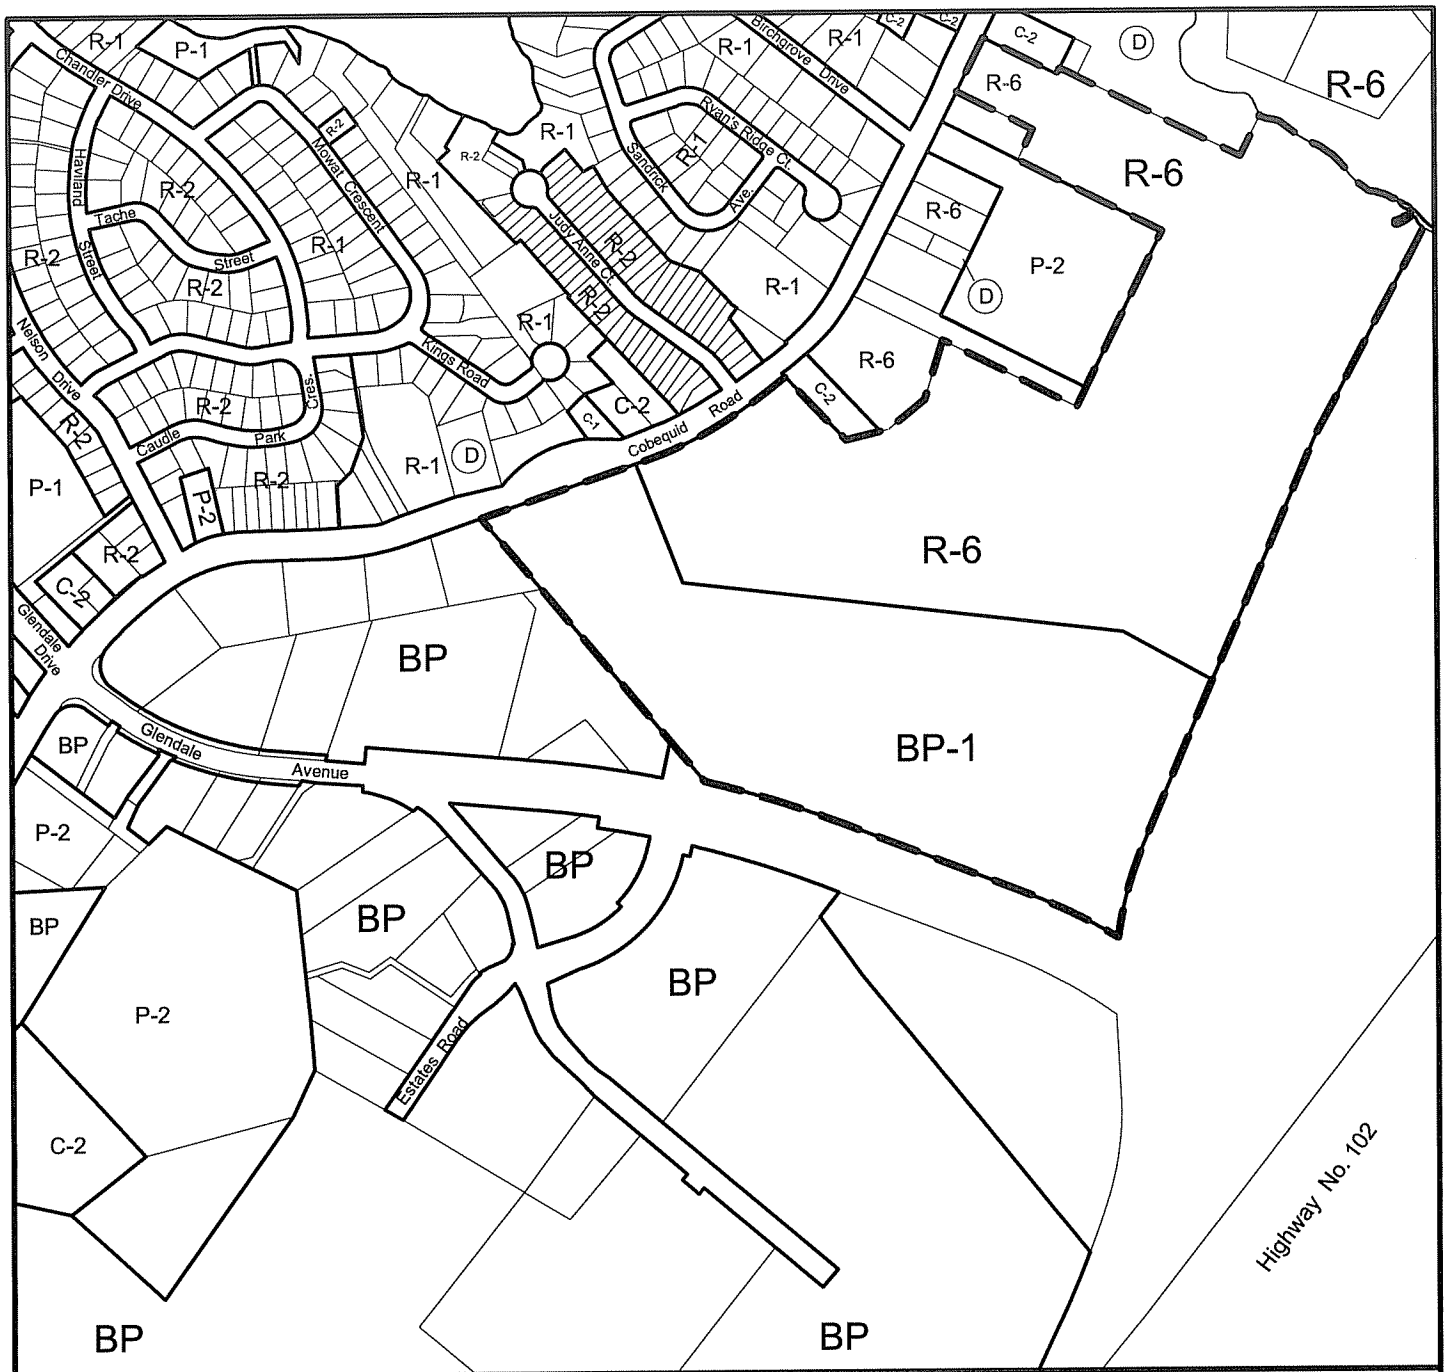 R-1
P-1
R-1
Birchgrove Drive
R-1
C-2
C-2
C-2
D
R-6
Chandler Drive
R-6
R-2
Mowat Crescent
R-1
R-2
R-1
Ryan's Ridge Ct.
R-1
Sandrick
Ave.
R-6
Haviland
Street
R-2
Tache
Street
R-1
R-2
R-2
Judy Anne Ct.
R-2
R-2
R-1
R-6
P-2
D
Nelson
Drive
R-1
Kings Road
R-6
C-2
R-2
R-2
Cres.
Caudle
Park
C-2
C-1
Cobequid
Road
P-1
R-2
P-2
R-1
D
R-2
C-2
Glendale
Drive
R-6
BP
BP-1
BP
Glendale
Avenue
P-2
BP
BP
BP
BP
P-2
Estates Road
C-2
Highway No. 102
BP
BP